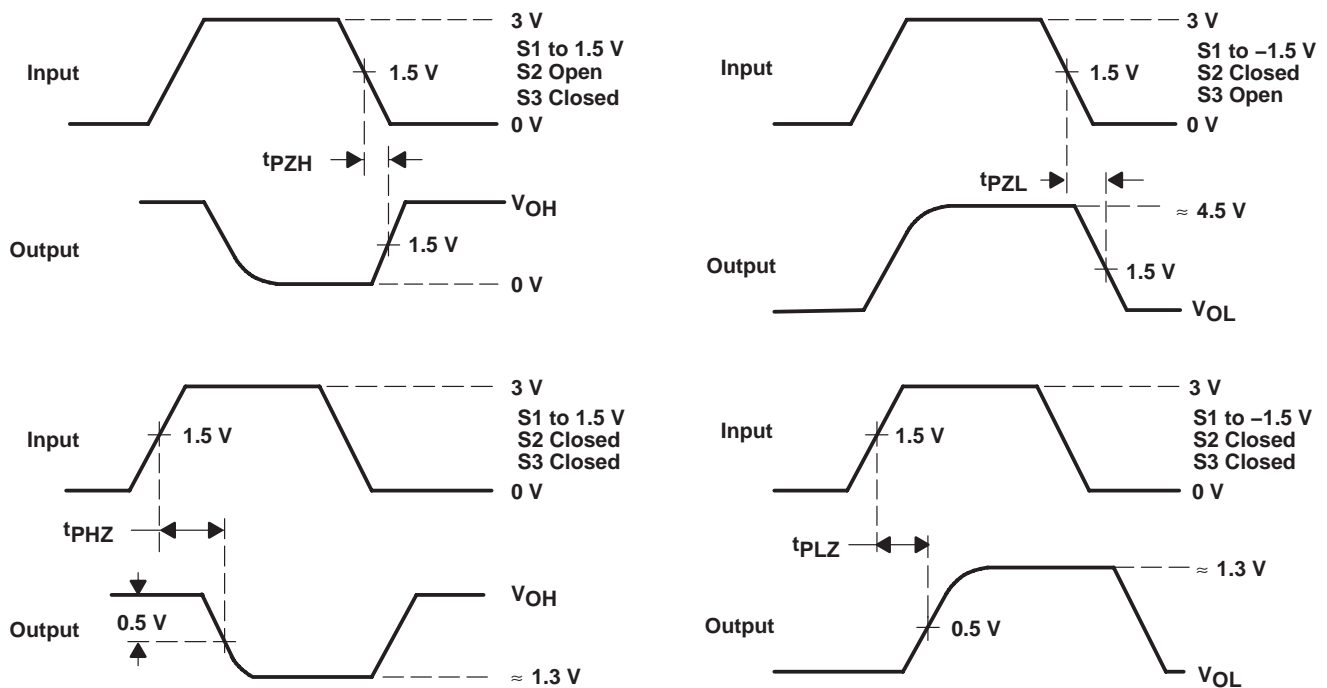 3 V
S1 to 1.5 V
Input
1.5 V
S2 Open
S3 Closed
0 V
tPZH
VOH
Output
1.5 V
0 V
3 V
S1 to −1.5 V
Input
1.5 V
S2 Closed
S3 Open
0 V
tPZL
≈ 4.5 V
Output
1.5 V
VOL
3 V
S1 to 1.5 V
Input
1.5 V
S2 Closed
S3 Closed
0 V
tPHZ
VOH
0.5 V
Output
≈ 1.3 V
3 V
S1 to −1.5 V
Input
1.5 V
S2 Closed
S3 Closed
0 V
tPLZ
≈ 1.3 V
Output
0.5 V
VOL